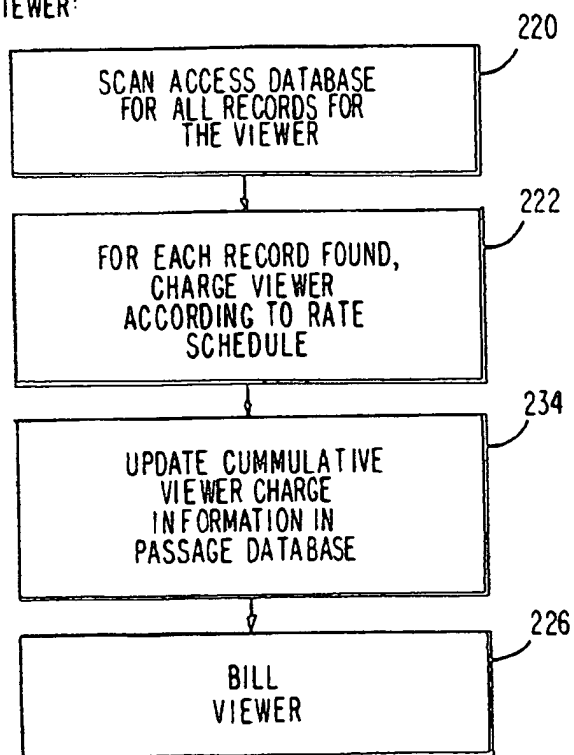 IEWER:
220
SCAN ACCESS DATABASE
FOR ALL RECORDS FOR
THE VIEWER
222
FOR EACH RECORD FOUND,
CHARGE VIEWER
ACCORDING TO RATE
SCHEDULE
234
UPDATE CUMMULATIVE
VIEWER CHARGE
INFORMATION IN
PASSAGE DATABASE
226
BILL
VIEWER